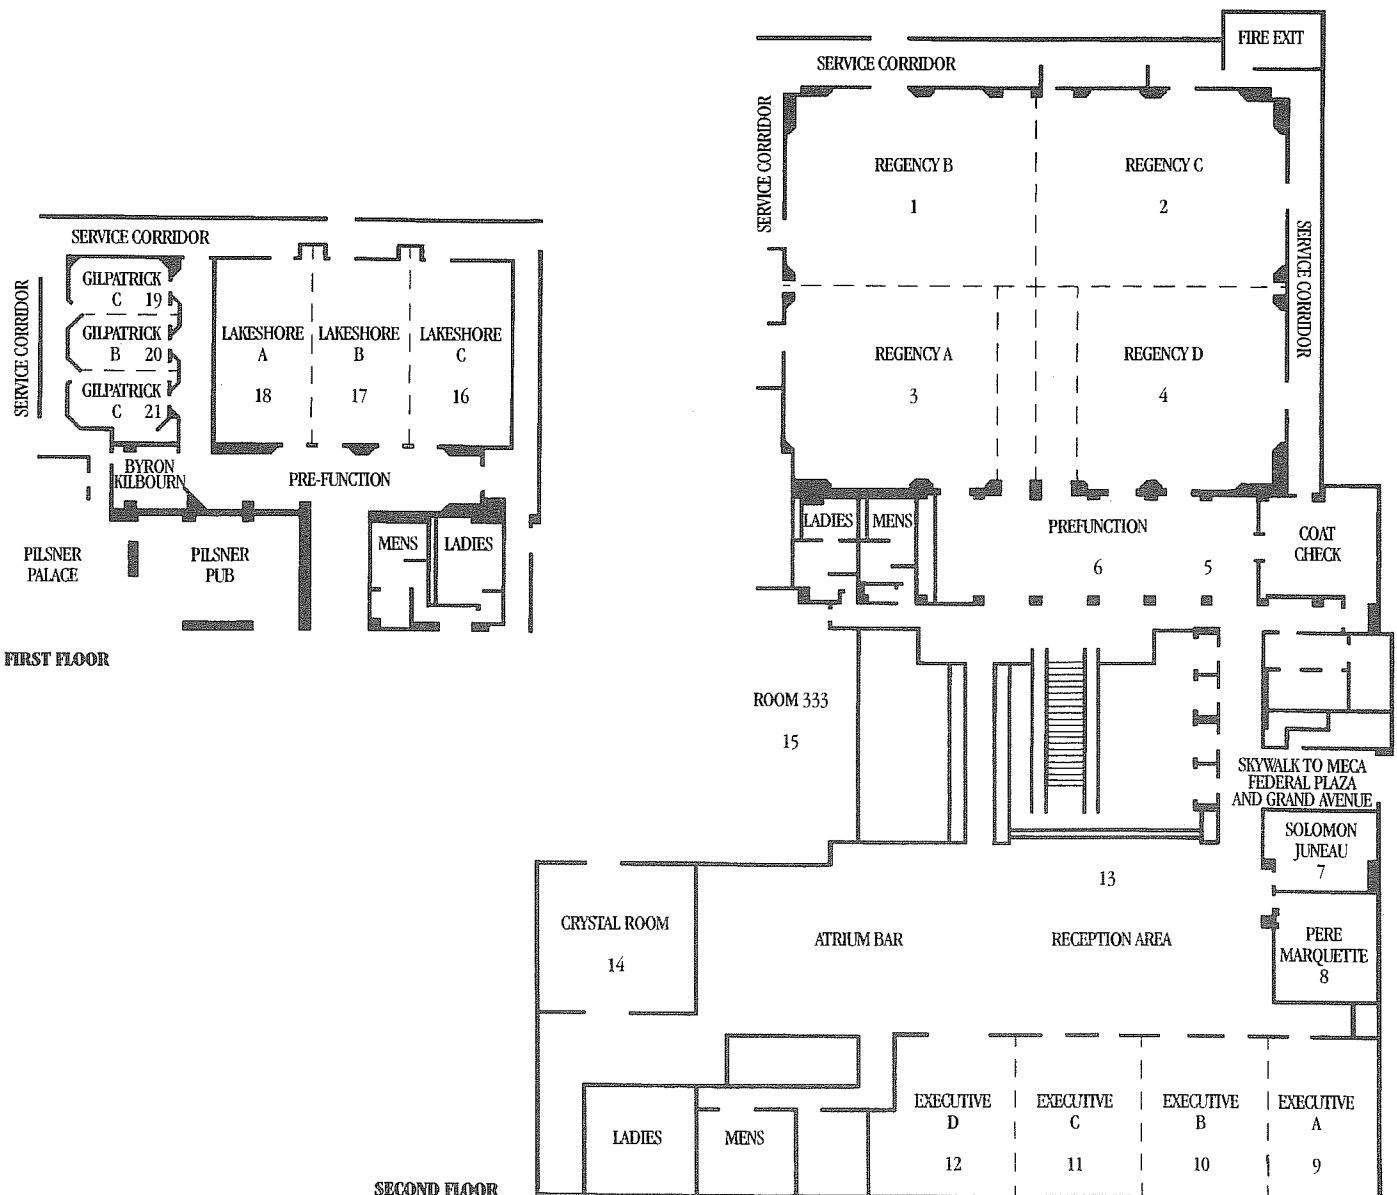 FIRE EXIT
SERVICE CORRIDOR
SERVICE CORRIDOR
REGENCY B
1
REGENCY C
2
SERVICE CORRIDOR
REGENCY A
3
REGENCY D
4
LADIES
MENS
PREFUNCTION
6
5
COAT
CHECK
SERVICE CORRIDOR
SERVICE CORRIDOR
GILPATRICK
C 19
GILPATRICK
B 20
GILPATRICK
C 21
LAKESHORE
A
18
LAKESHORE
B
17
LAKESHORE
C
16
BYRON
KILBOURN
PRE-FUNCTION
PILSNER
PALACE
PILSNER
PUB
MENS
LADIES
FIRST FLOOR
ROOM 333
15
SKYWALK TO MECA
FEDERAL PLAZA
AND GRAND AVENUE
SOLOMON
JUNEAU
7
13
CRYSTAL ROOM
14
ATRIUM BAR
RECEPTION AREA
PERE
MARQUETTE
8
LADIES
MENS
EXECUTIVE
D
12
EXECUTIVE
C
11
EXECUTIVE
B
10
EXECUTIVE
A
9
SECOND FLOOR